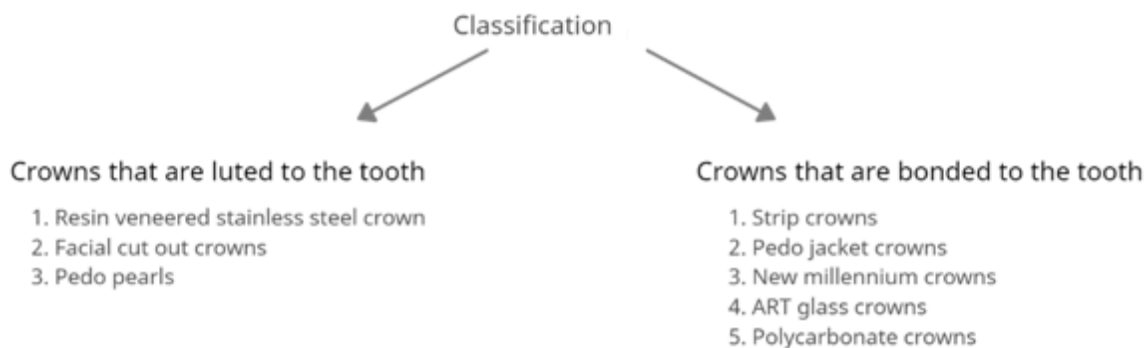 Classification
Crowns that are luted to the tooth
1. Resin veneered stainless steel crown
2. Facial cut out crowns
3. Pedo pearls
Crowns that are bonded to the tooth
1. Strip crowns
2. Pedo jacket crowns
3. New millennium crowns
4. ART glass crowns
5. Polycarbonate crowns